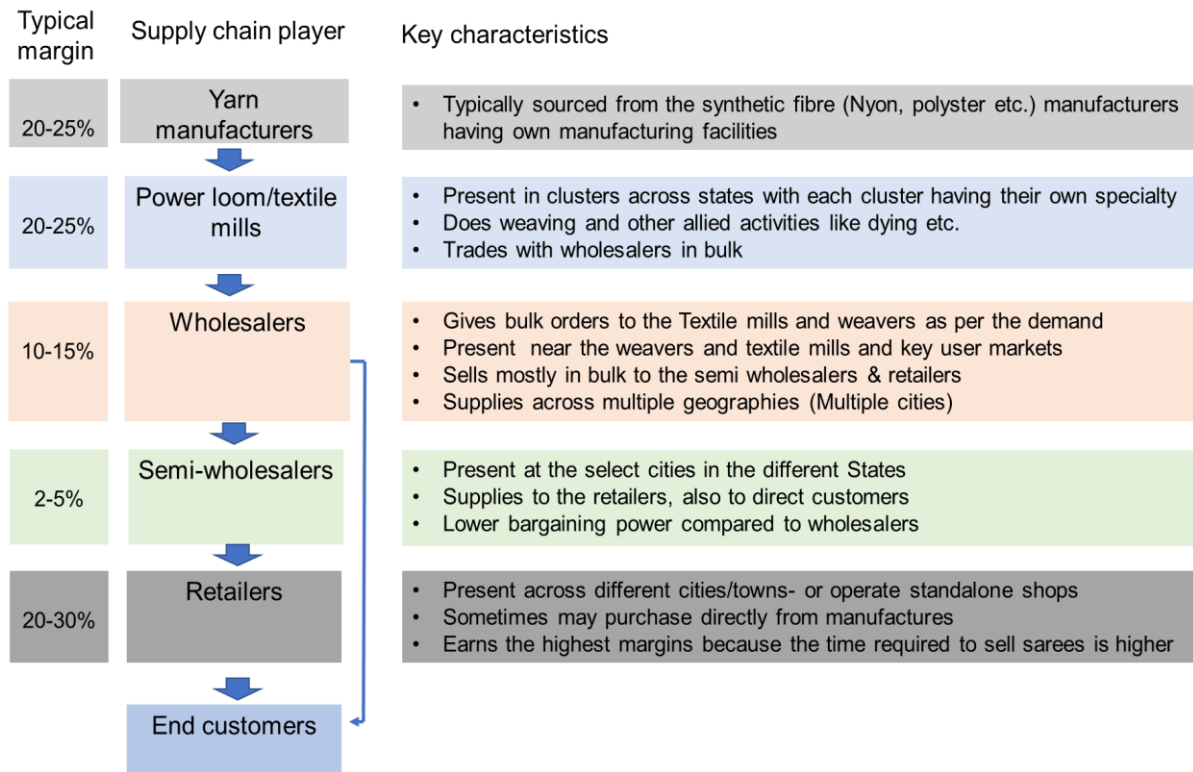 Typical
margin
Supply chain player
Key characteristics
20-25%
Yarn
manufacturers
• Typically sourced from the synthetic fibre (Nyon, polyster etc.) manufacturers
having own manufacturing facilities
20-25%
Power loom/textile
mills
• Present in clusters across states with each cluster having their own specialty
• Does weaving and other allied activities like dying etc.
• Trades with wholesalers in bulk
10-15%
Wholesalers
• Gives bulk orders to the Textile mills and weavers as per the demand
• Present near the weavers and textile mills and key user markets
• Sells mostly in bulk to the semi wholesalers & retailers
• Supplies across multiple geographies (Multiple cities)
2-5%
Semi-wholesalers
• Present at the select cities in the different States
• Supplies to the retailers, also to direct customers
• Lower bargaining power compared to wholesalers
20-30%
Retailers
• Present across different cities/towns- or operate standalone shops
• Sometimes may purchase directly from manufactures
• Earns the highest margins because the time required to sell sarees is higher
End customers